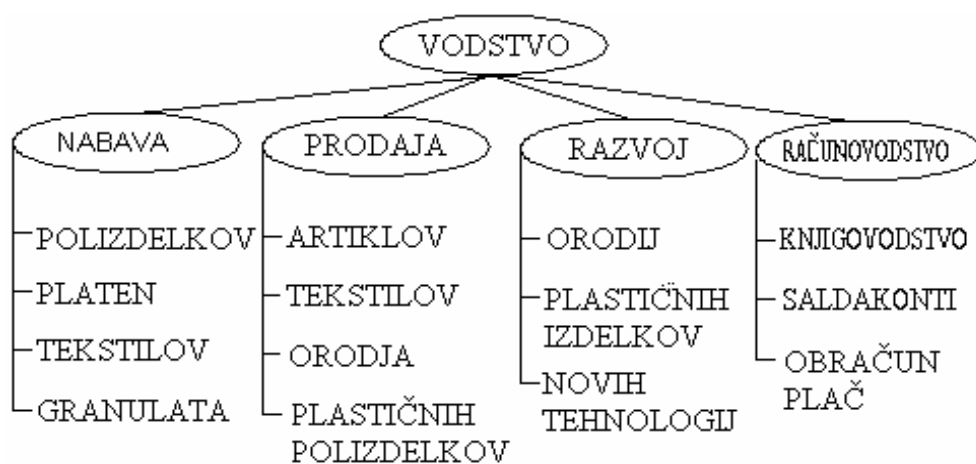 VODSTVO
NABAVA
POLIZDELKOV
PLATEN
TEKSTILOV
GRANULATA
PRODAJA
ARTIKLOV
TEKSTILOV
ORODJA
PLASTIČNIH
POLIZDELKOV
RAZVOJ
ORODIJ
PLASTIČNIH
IZDELKOV
NOVIH
TEHNOLOGIJ
RAČUNOVODSTVO
KNJIGOVODSTVO
SALDAKONTI
OBRAČUN
PLAČ